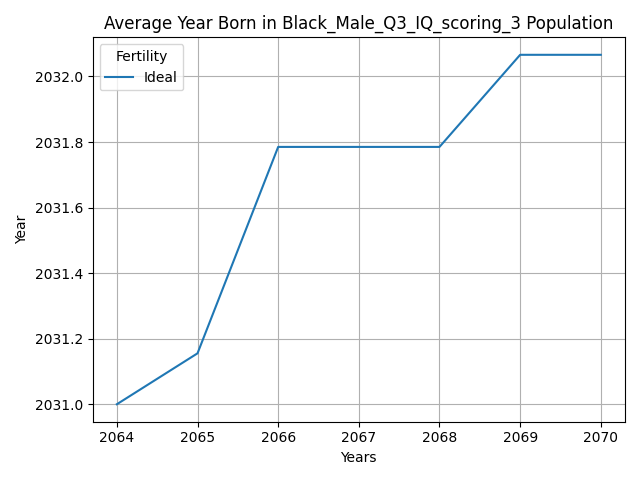 Average Year Born in Black_Male_Q3_IQ_scoring_3 Population
Fertility
Ideal
2032.0
2031.8
2031.6
2031.4
2031.2
2031.0
Year
2064 2065 2066 2067 2068 2069 2070
Years